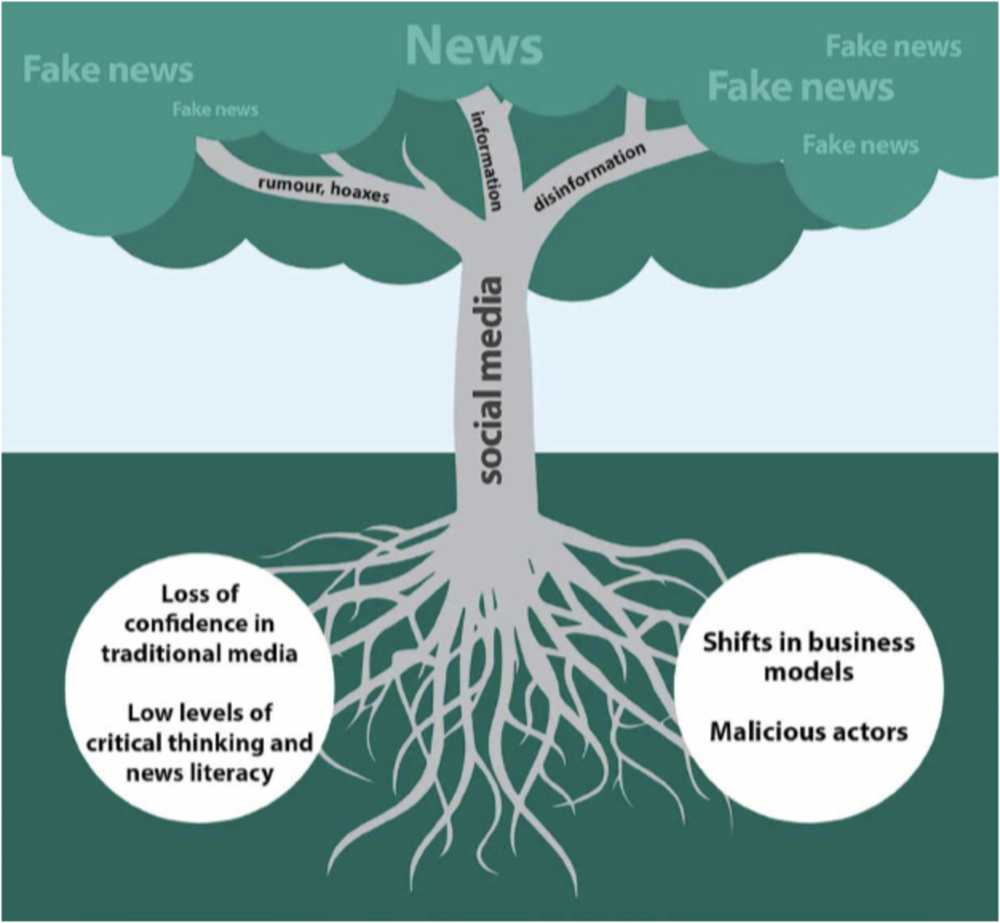 News
Fake news
Fake news
Fake news
Fake news
Fake news
rumour, hoaxes
information
disinformation
social media
Loss of
confidence in
traditional media
Low levels of
critical thinking and
news literacy
Shifts in business
models
Malicious actors